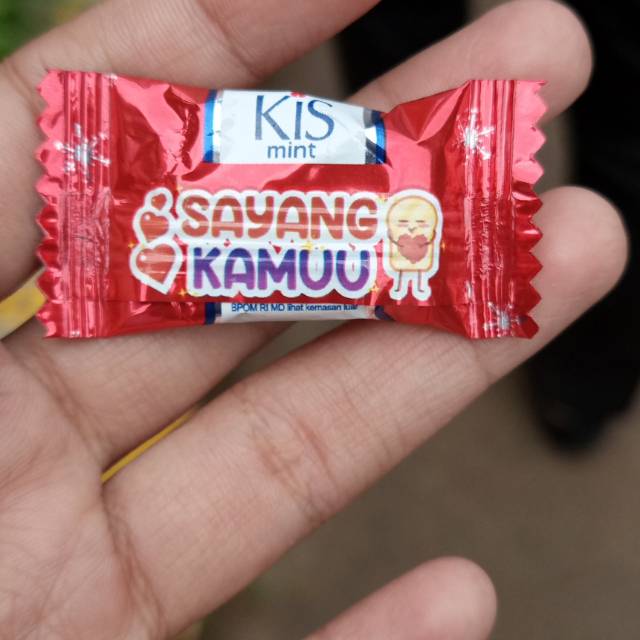 KiS
mint
SAYANG
KAMUU
BPOM RI MD lihat kemasan luar